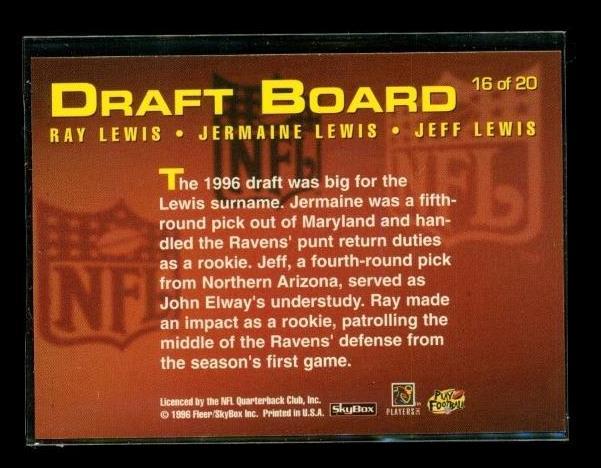 DRAFT BOARD 16 of 20
RAY LEWIS • JERMAINE LEWIS • JEFF LEWIS
The 1996 draft was big for the
Lewis surname. Jermaine was a fifth-
round pick out of Maryland and han-
dled the Ravens' punt return duties
as a rookie. Jeff, a fourth-round pick
from Northern Arizona, served as
John Elway's understudy. Ray made
an impact as a rookie, patrolling the
middle of the Ravens' defense from
the season's first game.
Licenced by the NFL Quarterback Club, Inc.
© 1996 Fleer/SkyBox Inc. Printed in U.S.A.
SkyBox
PLAYERS INC
PLAY FOOTBALL
NFL
NFL
NFL